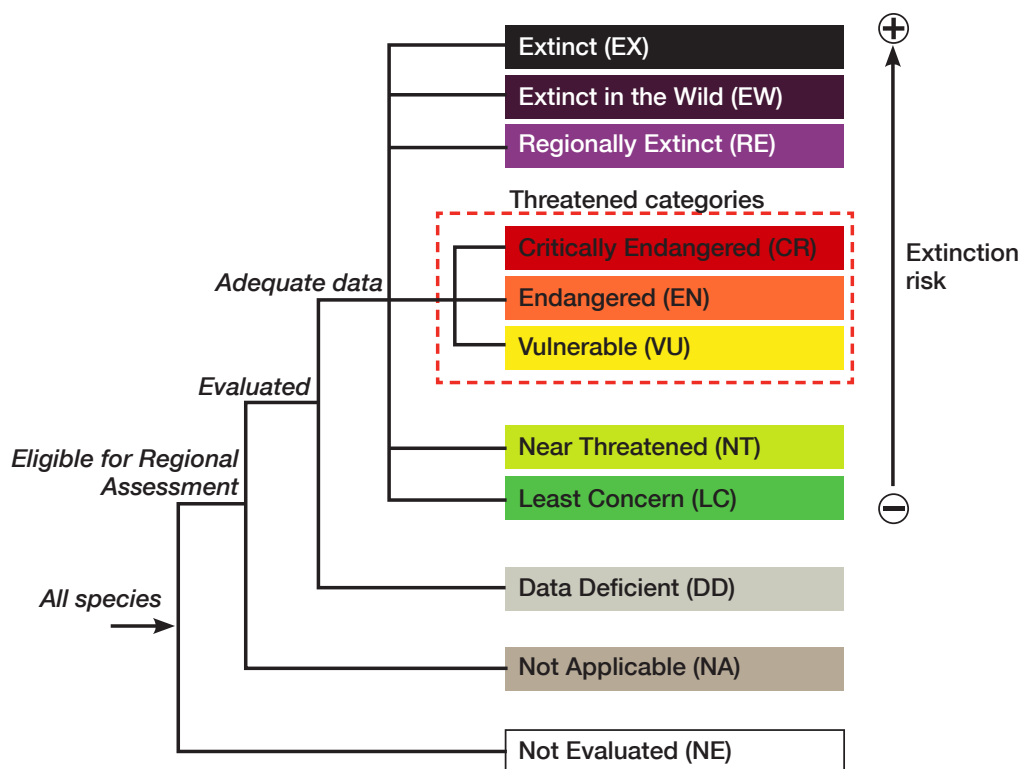 Extinct (EX)
Extinct in the Wild (EW)
Regionally Extinct (RE)
Threatened categories
Critically Endangered (CR)
Endangered (EN)
Vulnerable (VU)
Near Threatened (NT)
Least Concern (LC)
Data Deficient (DD)
Not Applicable (NA)
Not Evaluated (NE)
Adequate data
Evaluated
Eligible for Regional
Assessment
All species
+
Extinction
risk
−